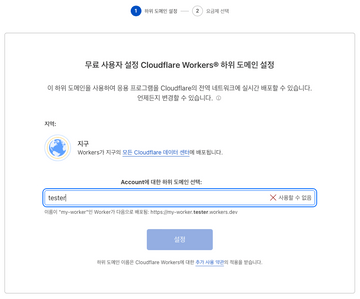 1 하위 도메인 설정 2 요금제 선택
무료 사용자 설정 Cloudflare Workers® 하위 도메인 설정
이 하위 도메인을 사용하여 응용 프로그램을 Cloudflare의 전역 네트워크에 실시간 배포할 수 있습니다.
언제든지 변경할 수 있습니다.
지역:
지구
Workers가 지구의 모든 Cloudflare 데이터 센터에 배포됩니다.
Account에 대한 하위 도메인 선택:
tester 사용할 수 없음
이름이 "my-worker"인 Worker가 다음으로 배포됨: https://my-worker.tester.workers.dev
설정
하위 도메인 이름은 Cloudflare Workers에 대한 추가 사용 약관의 적용을 받습니다.